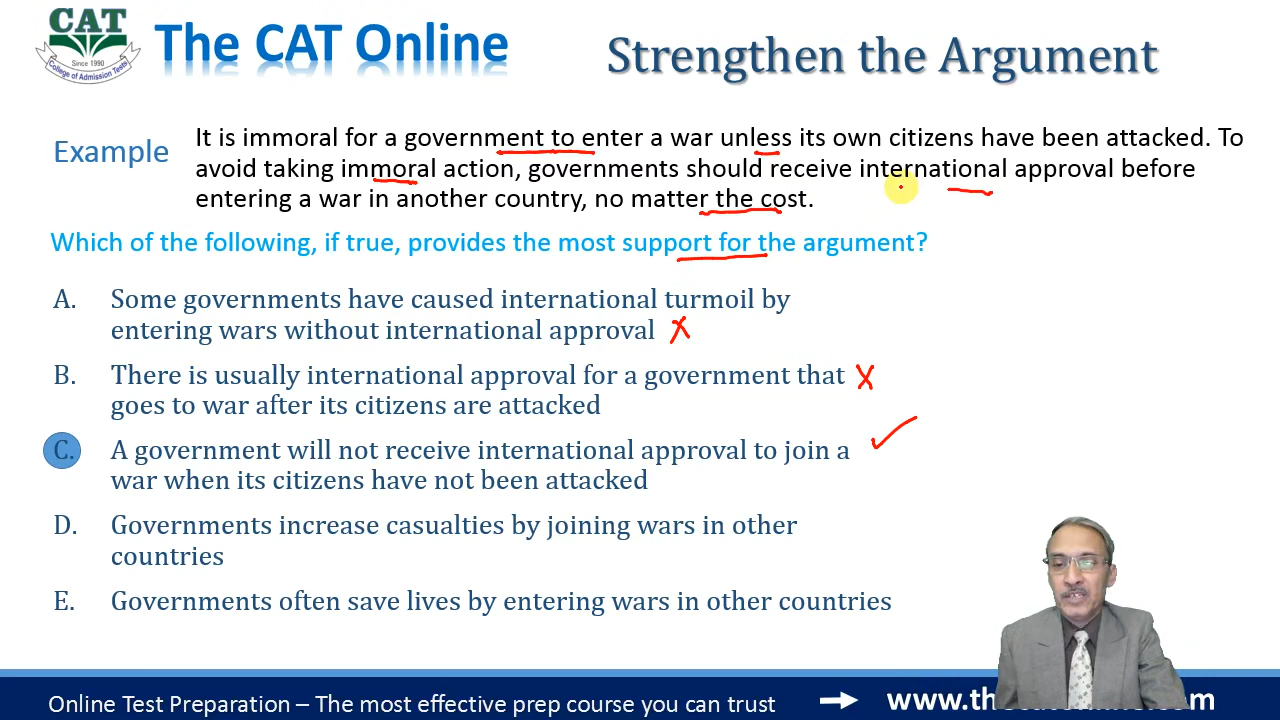 CAT
Since 1990
College of Admission Tests
The CAT Online
Strengthen the Argument
Example
It is immoral for a government to enter a war unless its own citizens have been attacked. To
avoid taking immoral action, governments should receive international approval before
entering a war in another country, no matter the cost.
Which of the following, if true, provides the most support for the argument?
A. Some governments have caused international turmoil by
entering wars without international approval
B. There is usually international approval for a government that
goes to war after its citizens are attacked
C. A government will not receive international approval to join a
war when its citizens have not been attacked
D. Governments increase casualties by joining wars in other
countries
E. Governments often save lives by entering wars in other countries
Online Test Preparation – The most effective prep course you can trust